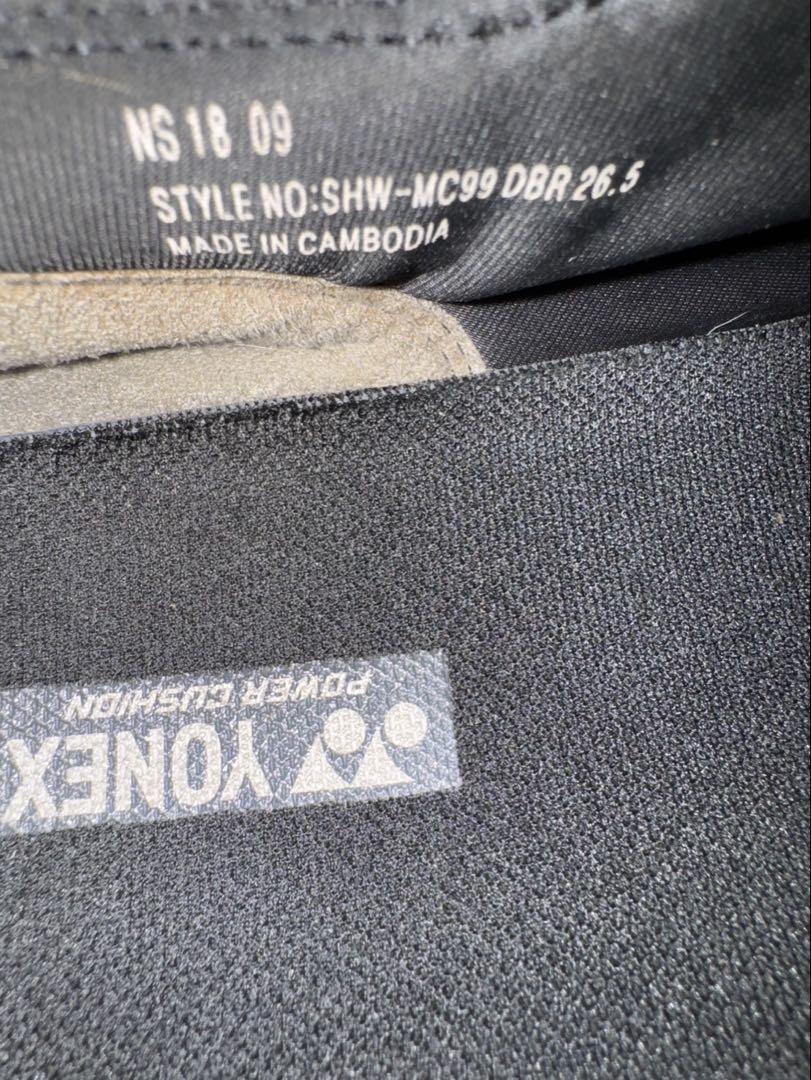 NS 18 09
STYLE NO:SHW-MC99 DBR 26.5
MADE IN CAMBODIA
YONEX
POWER CUSHION